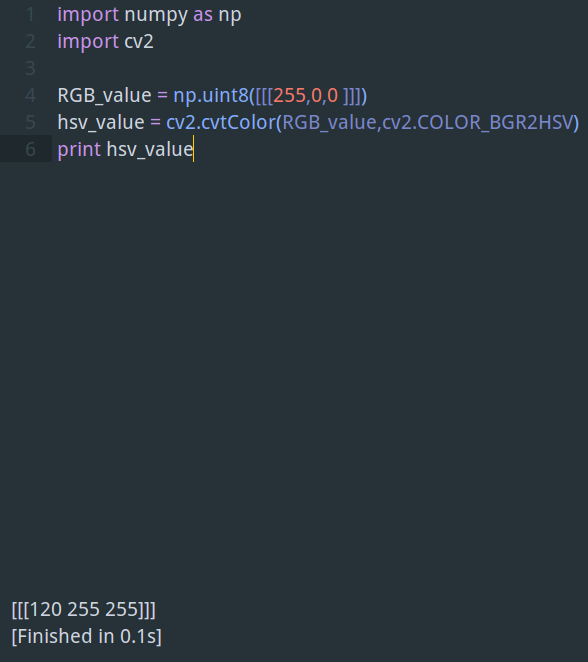 1 import numpy as np
2 import cv2
3
4 RGB_value = np.uint8([[[255,0,0 ]]])
5 hsv_value = cv2.cvtColor(RGB_value,cv2.COLOR_BGR2HSV)
6 print hsv_value
[[[120 255 255]]]
[Finished in 0.1s]